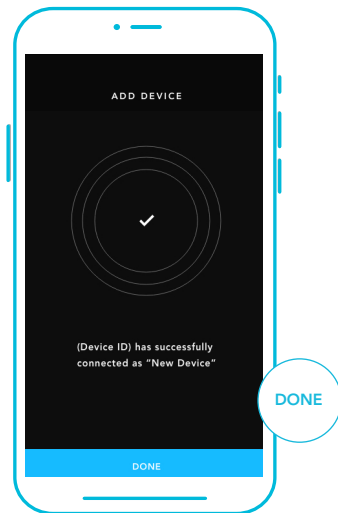 ADD DEVICE
(Device ID) has successfully
connected as “New Device”
DONE
DONE